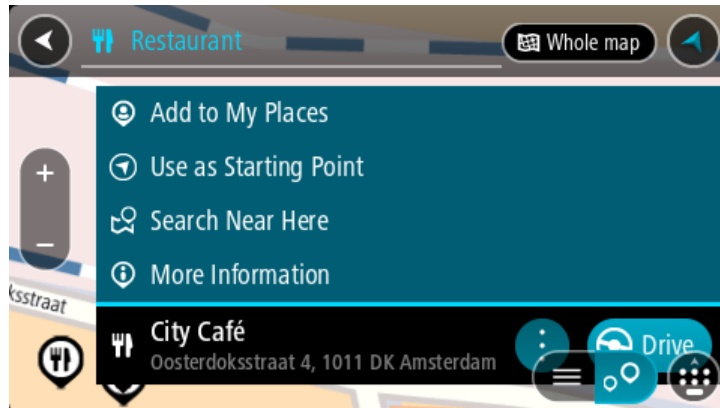 Restaurant
Whole map
Add to My Places
Use as Starting Point
Search Near Here
More Information
ksstraat
City Café
Drive
Oosterdoksstraat 4, 1011 DK Amsterdam